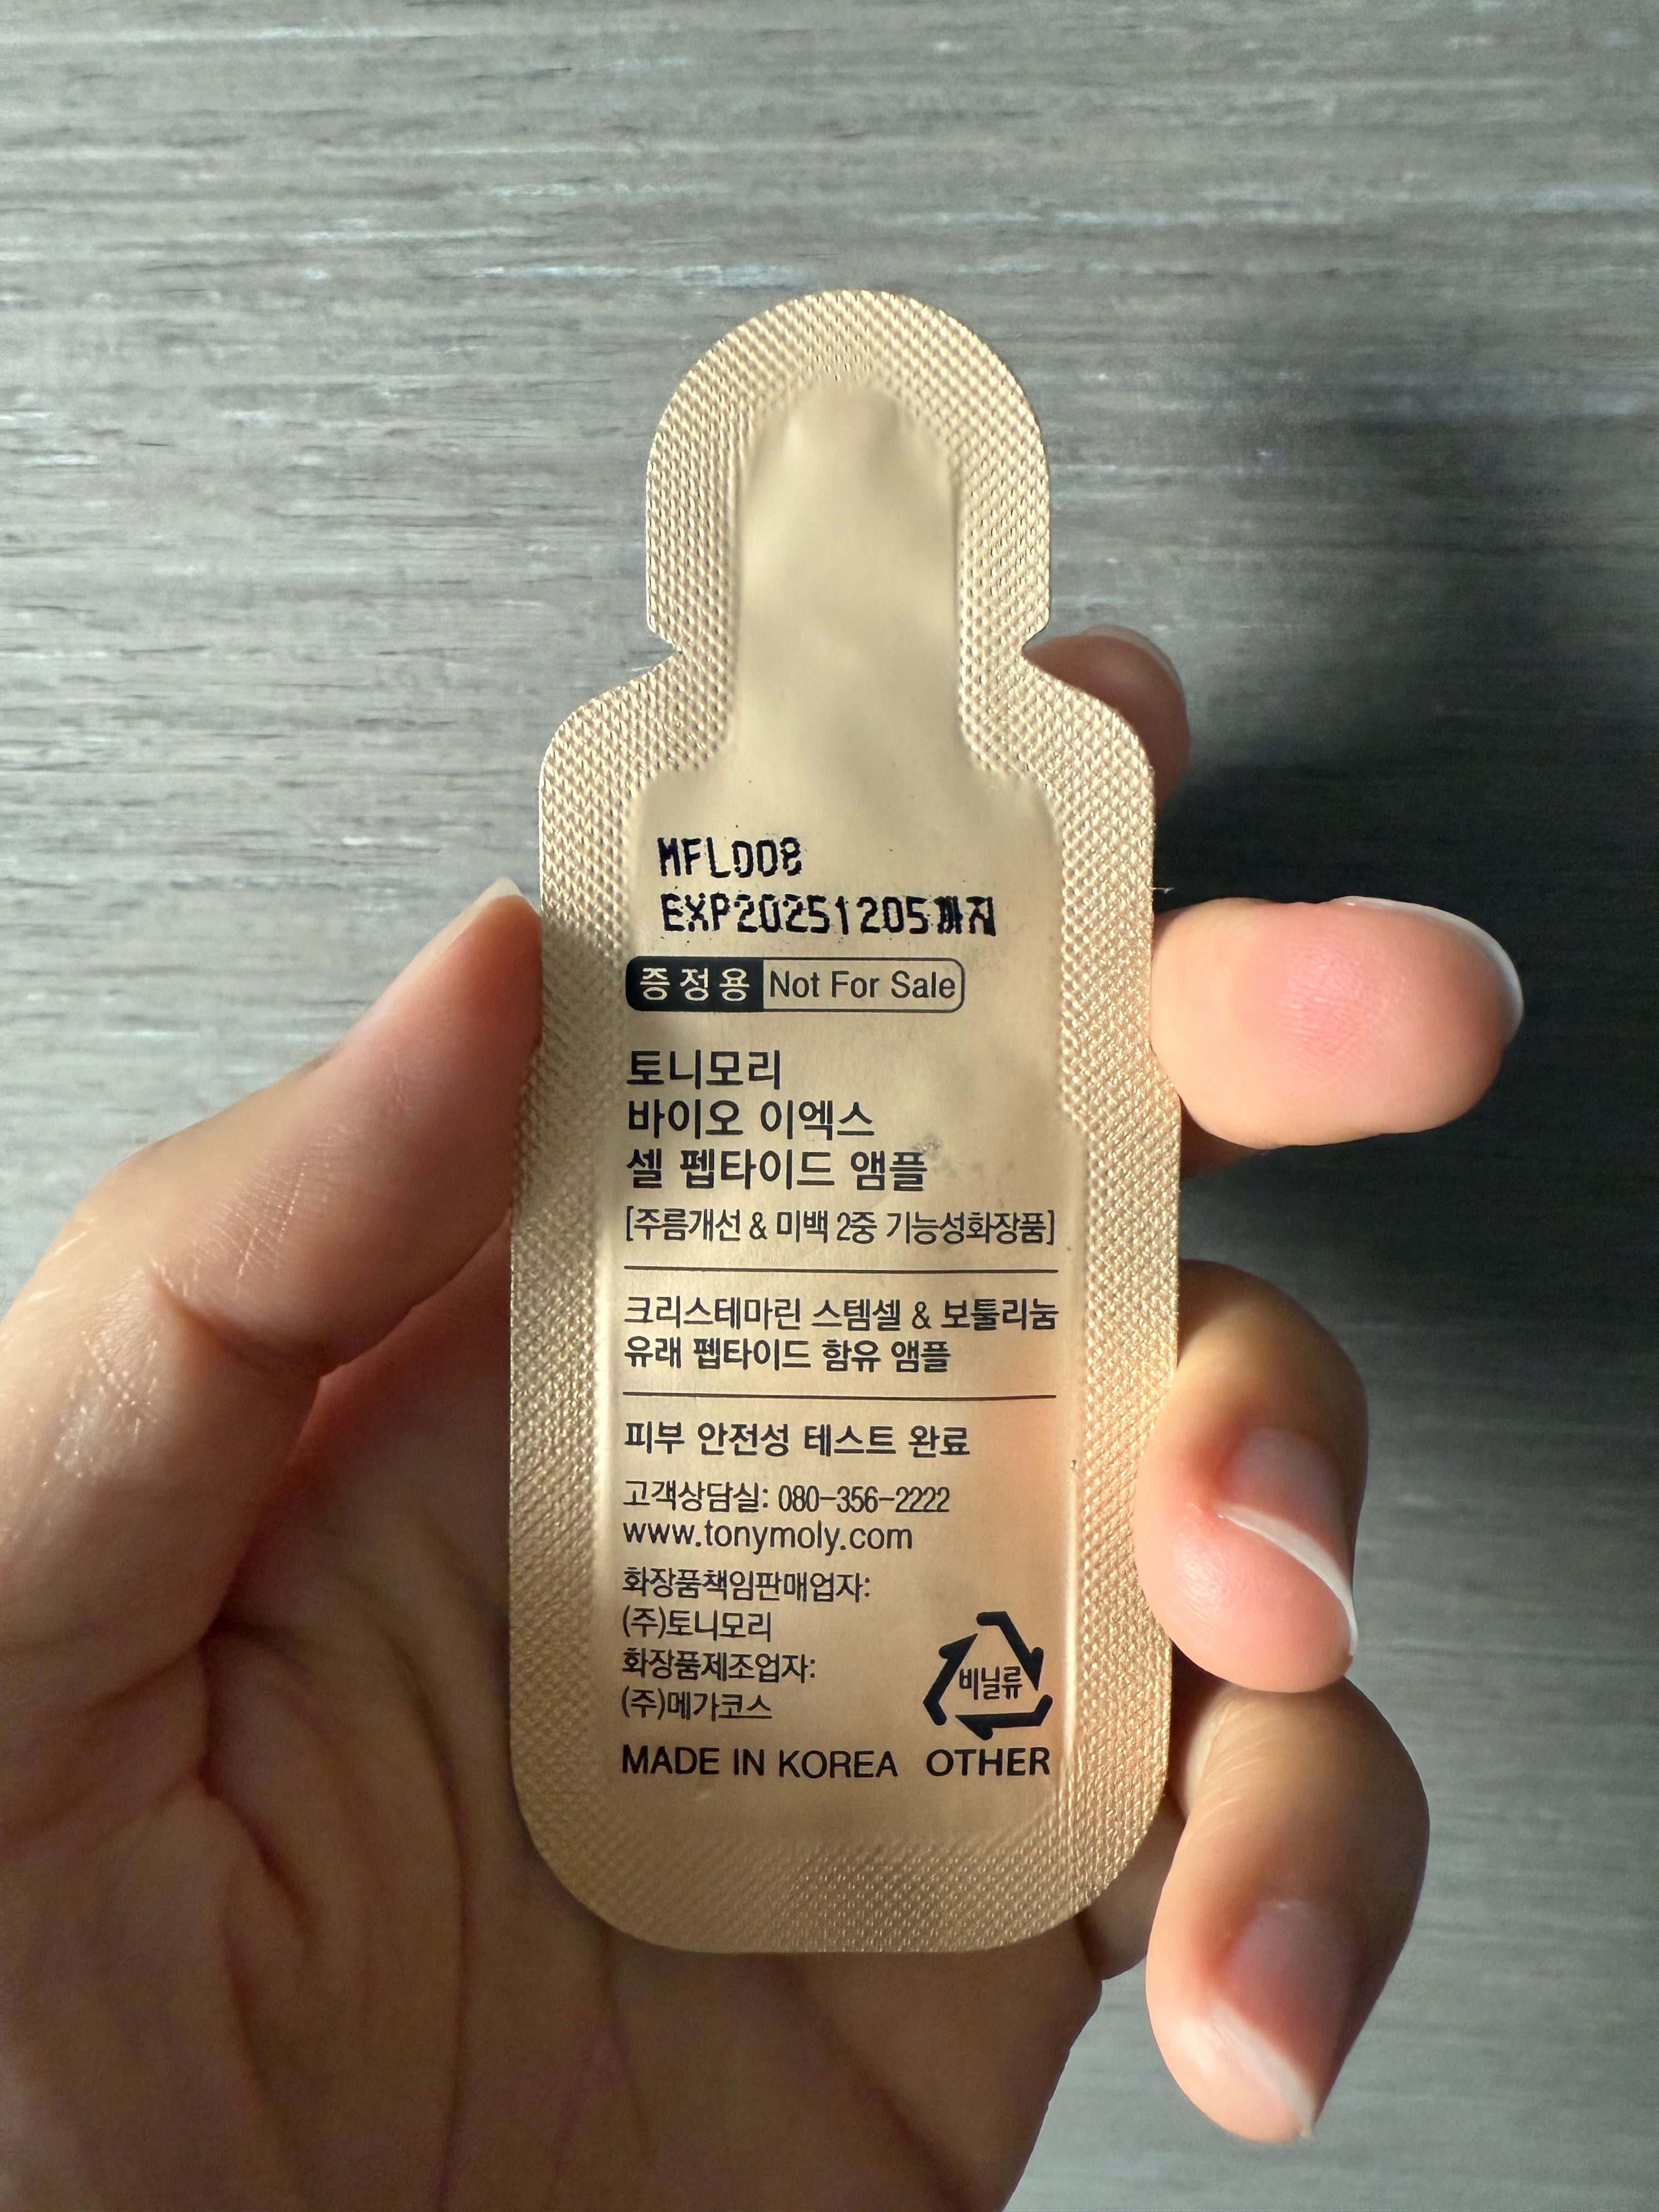 MFL008
EXP20251205까지
증정용 Not For Sale
토니모리
바이오 이엑스
셀 펩타이드 앰플
[주름개선 & 미백 2중 기능성화장품]
크리스테마린 스템셀 & 보툴리눔
유래 펩타이드 함유 앰플
피부 안전성 테스트 완료
고객상담실: 080-356-2222
www.tonymoly.com
화장품책임판매업자:
(주)토니모리
화장품제조업자:
(주)메가코스
비닐류
MADE IN KOREA OTHER